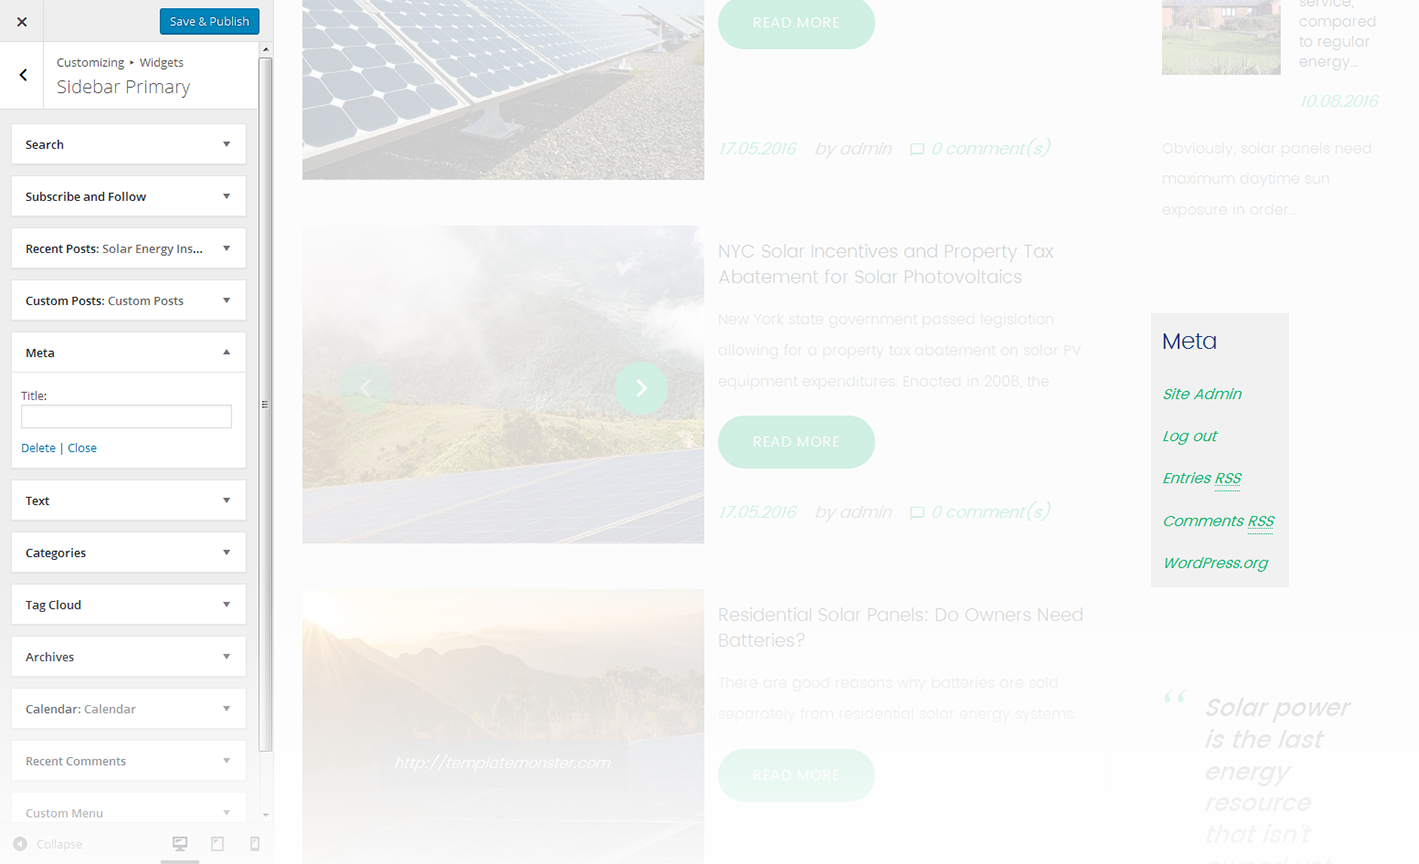 Save & Publish
Customizing ▸ Widgets
Sidebar Primary
Search
Subscribe and Follow
Recent Posts: Solar Energy Ins...
Custom Posts: Custom Posts
Meta
Title:
Delete | Close
Text
Categories
Tag Cloud
Archives
Calendar: Calendar
Recent Comments
Custom Menu
Collapse
READ MORE
17.05.2016 by admin 0 comment(s)
NYC Solar Incentives and Property Tax
Abatement for Solar Photovoltaics
New York state government passed legislation
allowing for a property tax abatement on solar PV
equipment expenditures. Enacted in 2008, the
READ MORE
17.05.2016 by admin 0 comment(s)
Residential Solar Panels: Do Owners Need
Batteries?
There are good reasons why batteries are sold
separately from residential solar energy systems.
READ MORE
http://templatemonster.com
service,
compared
to regular
energy...
10.08.2016
Obviously, solar panels need
maximum daytime sun
exposure in order...
Meta
Site Admin
Log out
Entries RSS
Comments RSS
WordPress.org
“ Solar power
is the last
energy
resource
that isn't